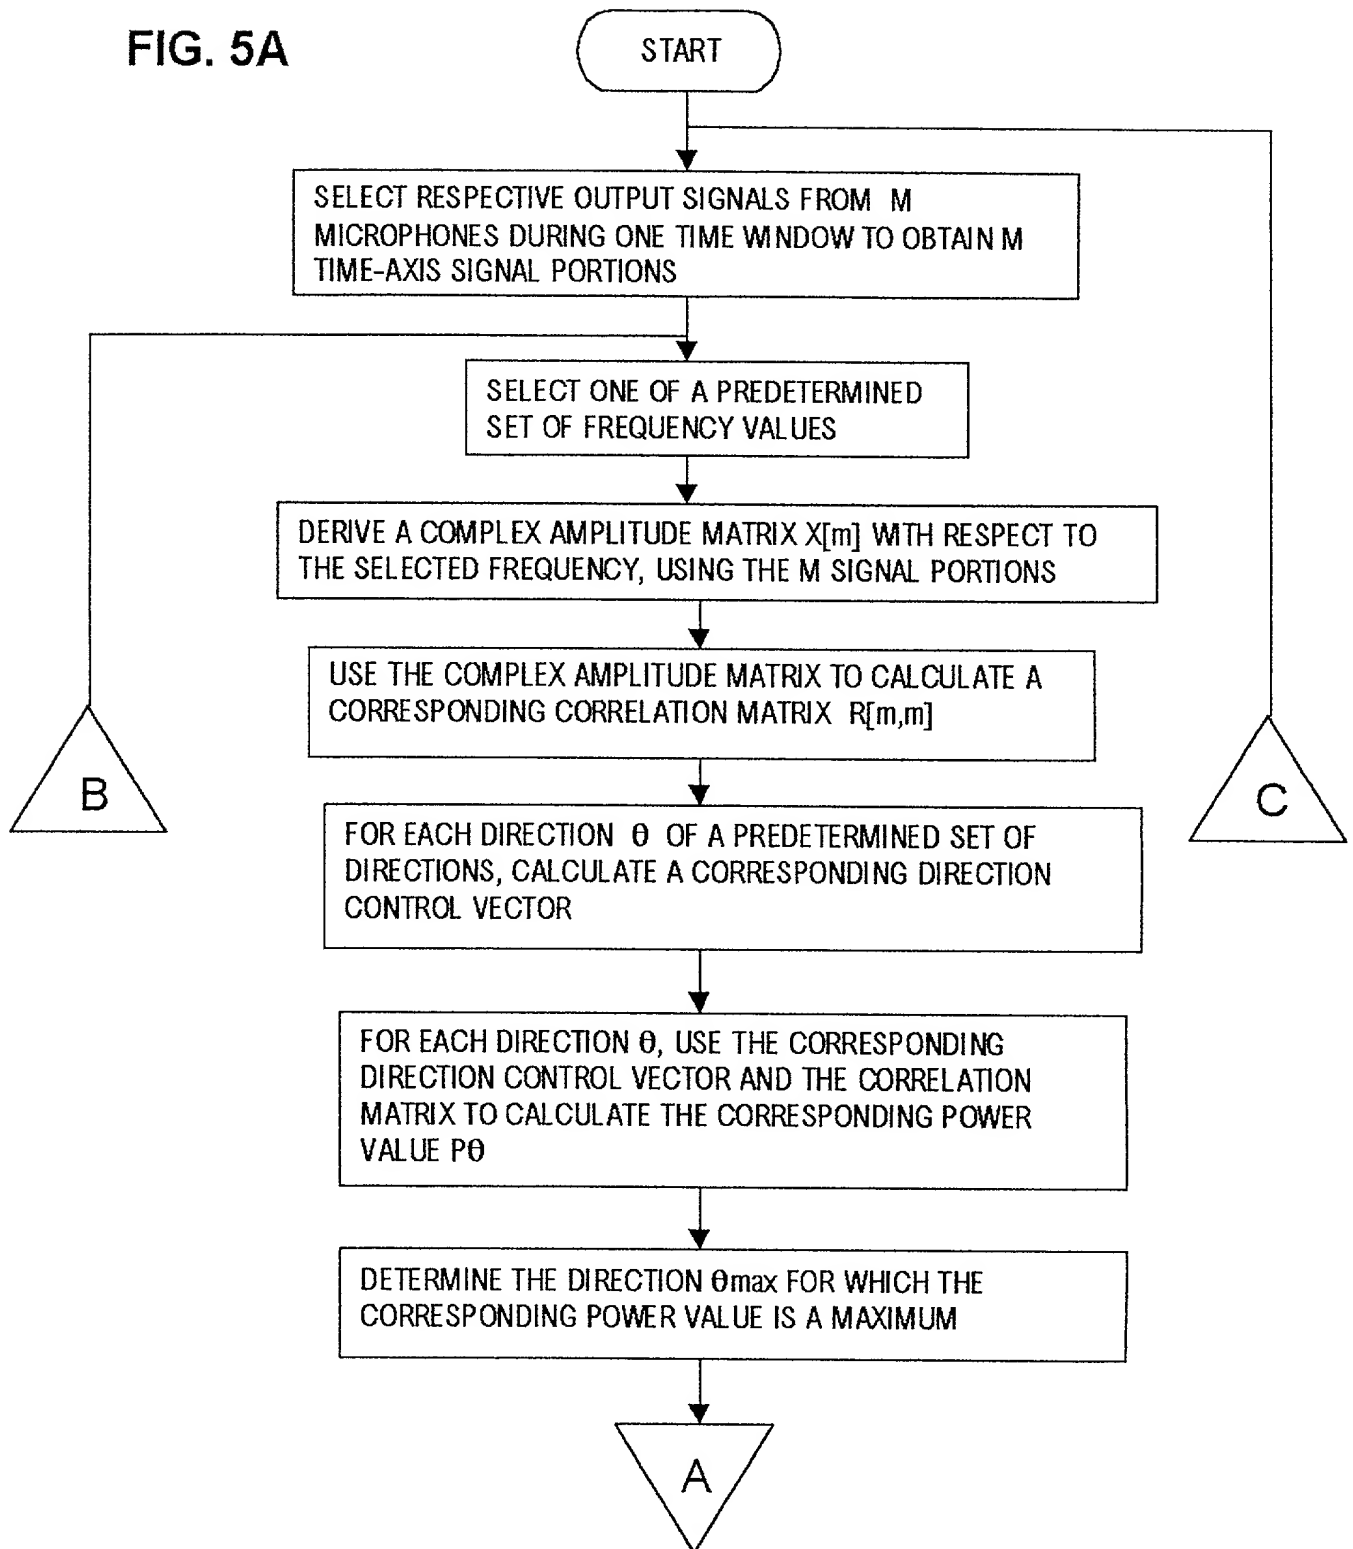 FIG. 5A
START
SELECT RESPECTIVE OUTPUT SIGNALS FROM M
MICROPHONES DURING ONE TIME WINDOW TO OBTAIN M
TIME-AXIS SIGNAL PORTIONS
SELECT ONE OF A PREDETERMINED
SET OF FREQUENCY VALUES
DERIVE A COMPLEX AMPLITUDE MATRIX X[m] WITH RESPECT TO
THE SELECTED FREQUENCY, USING THE M SIGNAL PORTIONS
USE THE COMPLEX AMPLITUDE MATRIX TO CALCULATE A
CORRESPONDING CORRELATION MATRIX R[m,m]
B
C
FOR EACH DIRECTION θ OF A PREDETERMINED SET OF
DIRECTIONS, CALCULATE A CORRESPONDING DIRECTION
CONTROL VECTOR
FOR EACH DIRECTION θ, USE THE CORRESPONDING
DIRECTION CONTROL VECTOR AND THE CORRELATION
MATRIX TO CALCULATE THE CORRESPONDING POWER
VALUE Pθ
DETERMINE THE DIRECTION θmax FOR WHICH THE
CORRESPONDING POWER VALUE IS A MAXIMUM
A